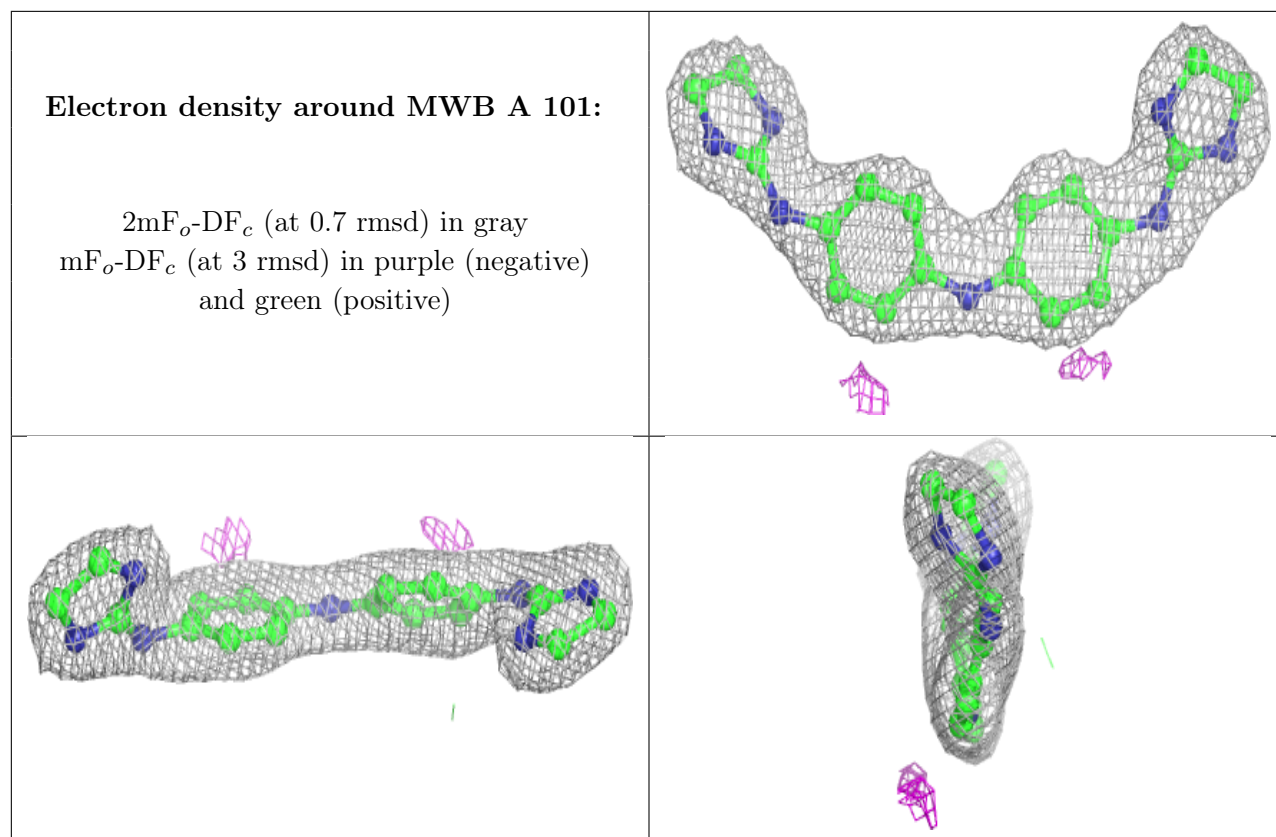 Electron density around MWB A 101:
2mFo-DFc (at 0.7 rmsd) in gray
mFo-DFc (at 3 rmsd) in purple (negative)
and green (positive)